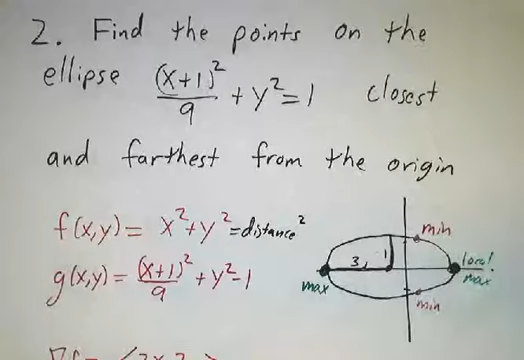 2. Find the points on the
ellipse (x+1)²/9 + y² = 1 closest
and farthest from the origin
f(x,y) = x² + y² = distance²
g(x,y) = (x+1)²/9 + y² - 1
min
3, 1
local
max
max
min